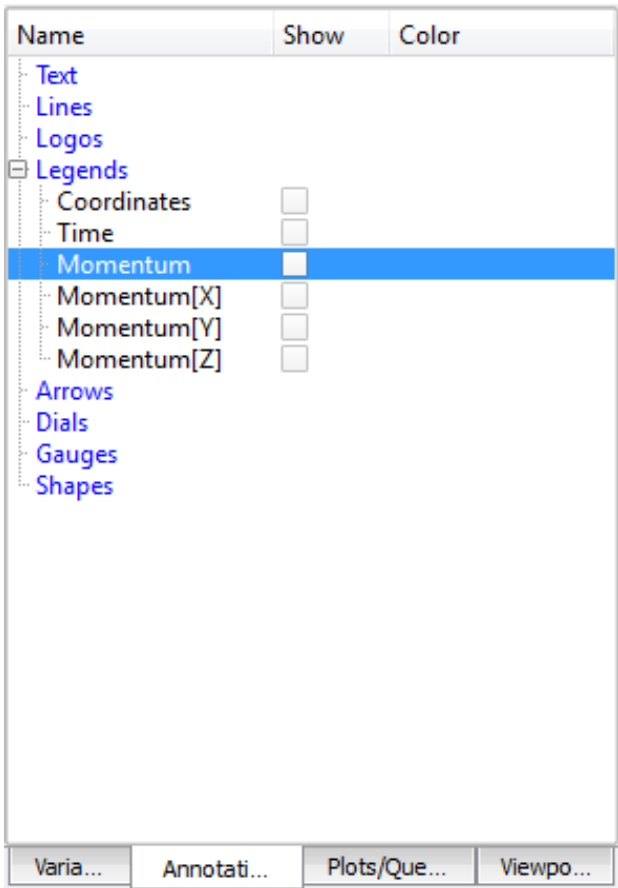 Name Show Color
Text
Lines
Logos
Legends
Coordinates
Time
Momentum
Momentum[X]
Momentum[Y]
Momentum[Z]
Arrows
Dials
Gauges
Shapes
Varia... Annotati... Plots/Que... Viewpo...